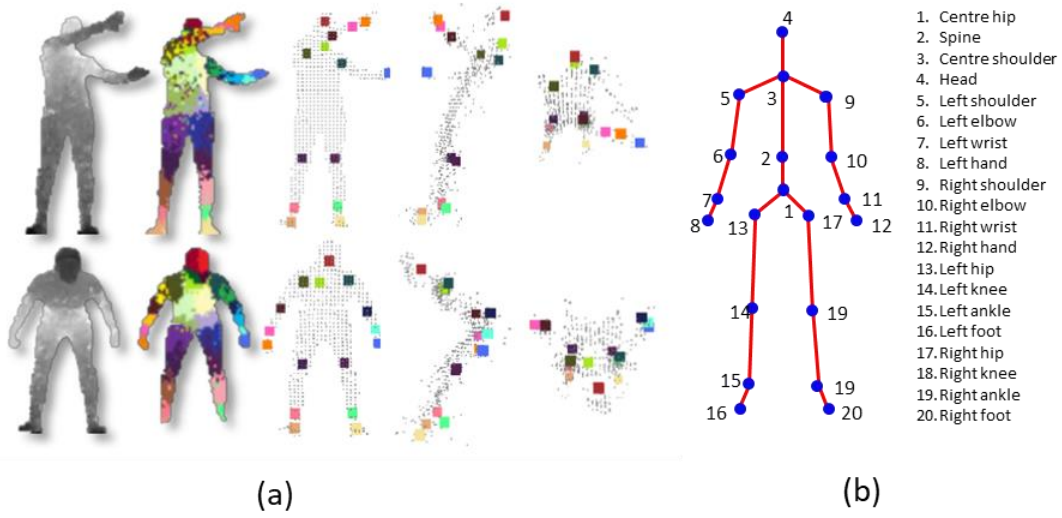 4
3
5
9
6
2
10
7
11
8
13
1
17
12
14
19
15
19
16
20
1. Centre hip
2. Spine
3. Centre shoulder
4. Head
5. Left shoulder
6. Left elbow
7. Left wrist
8. Left hand
9. Right shoulder
10. Right elbow
11. Right wrist
12. Right hand
13. Left hip
14. Left knee
15. Left ankle
16. Left foot
17. Right hip
18. Right knee
19. Right ankle
20. Right foot
(a)
(b)